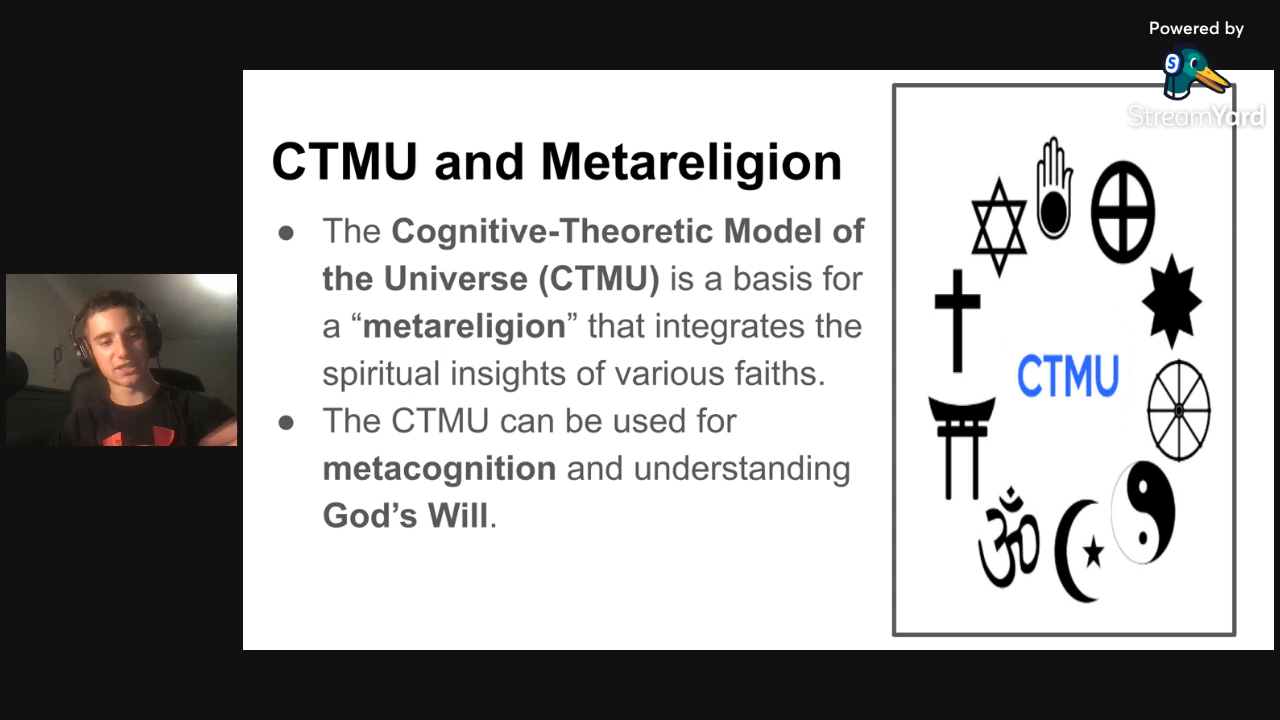 Powered by
S
StreamYard
CTMU and Metareligion
● The Cognitive-Theoretic Model of
the Universe (CTMU) is a basis for
a “metareligion” that integrates the
spiritual insights of various faiths.
● The CTMU can be used for
metacognition and understanding
God’s Will.
CTMU
ॐ